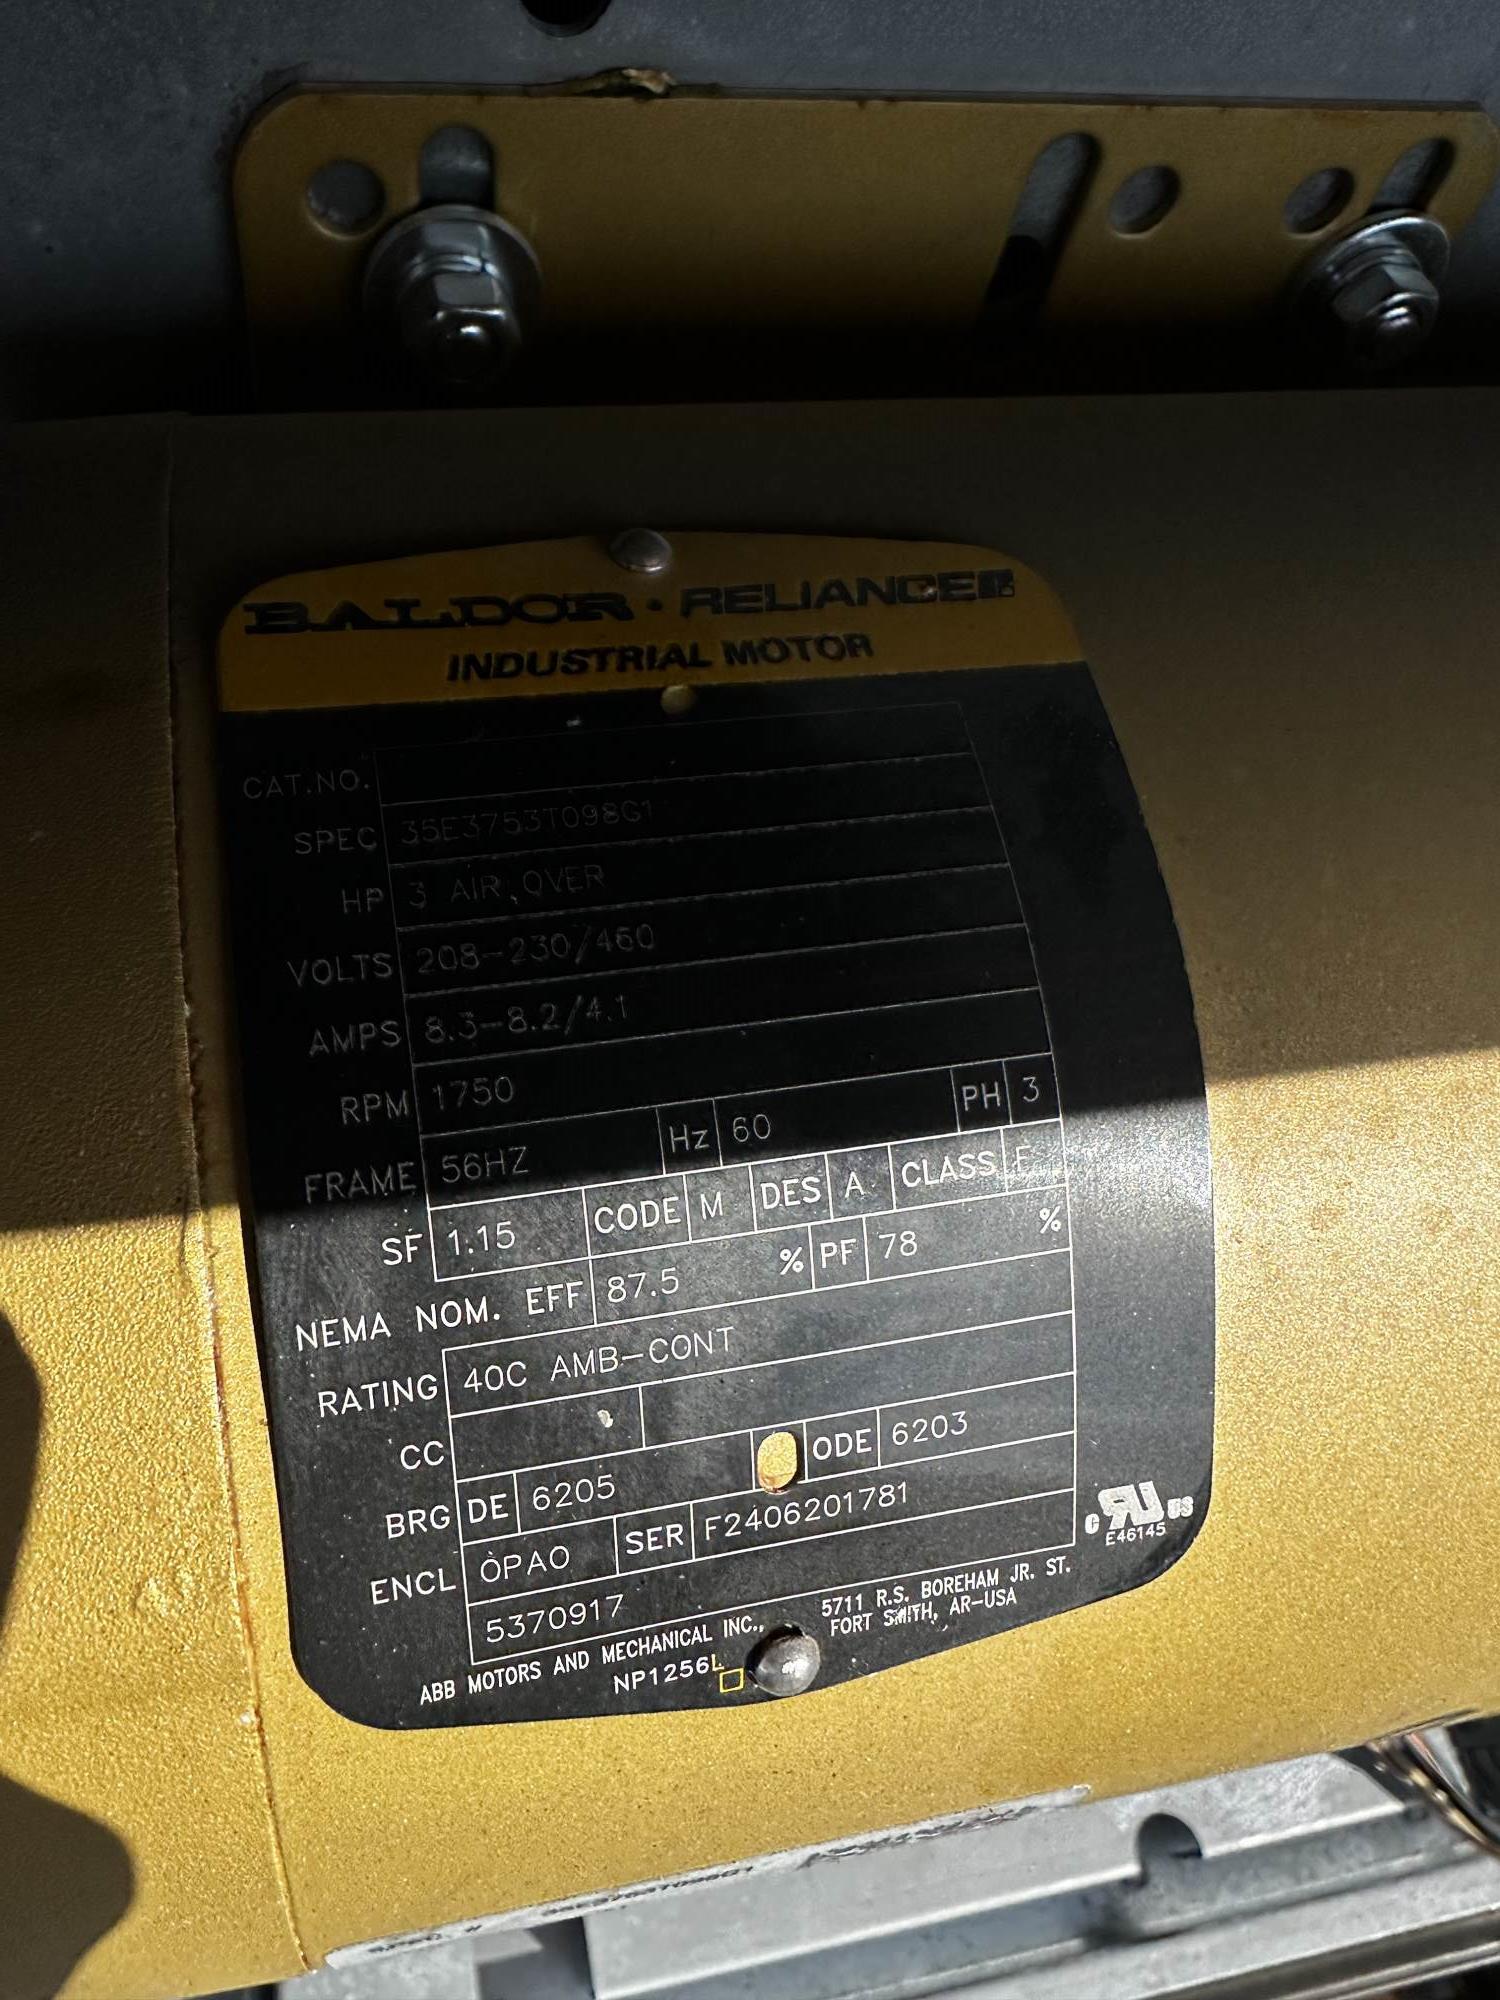 BALDOR • RELIANCE
INDUSTRIAL MOTOR
CAT.NO.
SPEC 35E3753T098G1
HP 3 AIR OVER
VOLTS 208-230/460
AMPS 8.3-8.2/4.1
RPM 1750
FRAME 56HZ Hz 60 PH 3
SF 1.15 CODE M DES A CLASS F
NEMA NOM. EFF 87.5 % PF 78 %
RATING 40C AMB-CONT
CC
BRG DE 6205 ODE 6203
ENCL OPAO SER F2406201781
5370917
ABB MOTORS AND MECHANICAL INC., 5711 R.S. BOREHAM JR. ST.
FORT SMITH, AR-USA
NP1256L
c RU US
E46145